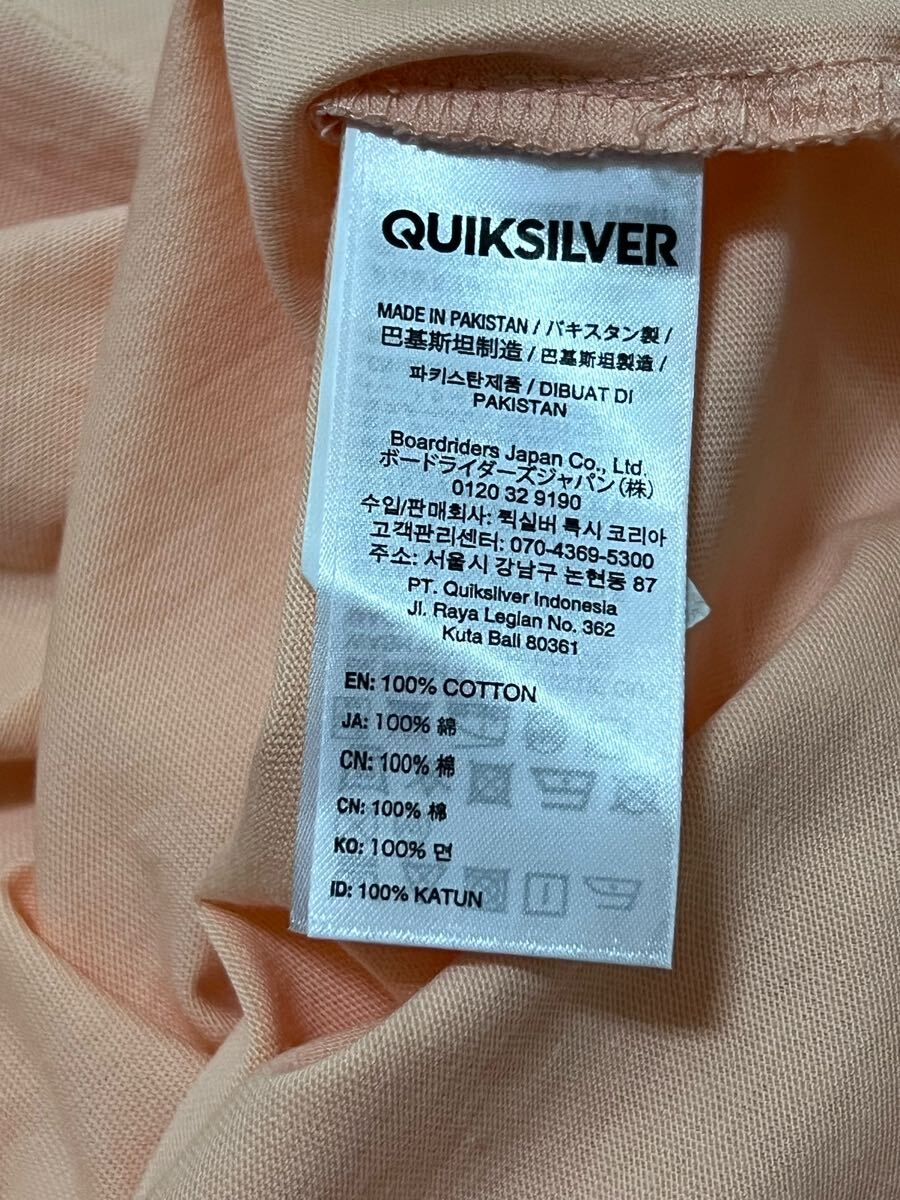 QUIKSILVER
MADE IN PAKISTAN / パキスタン製 /
巴基斯坦制造 / 巴基斯坦製造 /
파키스탄제품 / DIBUAT DI
PAKISTAN
Boardriders Japan Co., Ltd.
ボードライダーズジャパン(株)
0120 32 9190
수입/판매회사: 퀵실버 록시 코리아
고객관리센터: 070-4369-5300
주소: 서울시 강남구 논현동 87
PT. Quiksilver Indonesia
Jl. Raya Legian No. 362
Kuta Bali 80361
EN: 100% COTTON
JA: 100% 綿
CN: 100% 棉
CN: 100% 棉
KO: 100% 면
ID: 100% KATUN